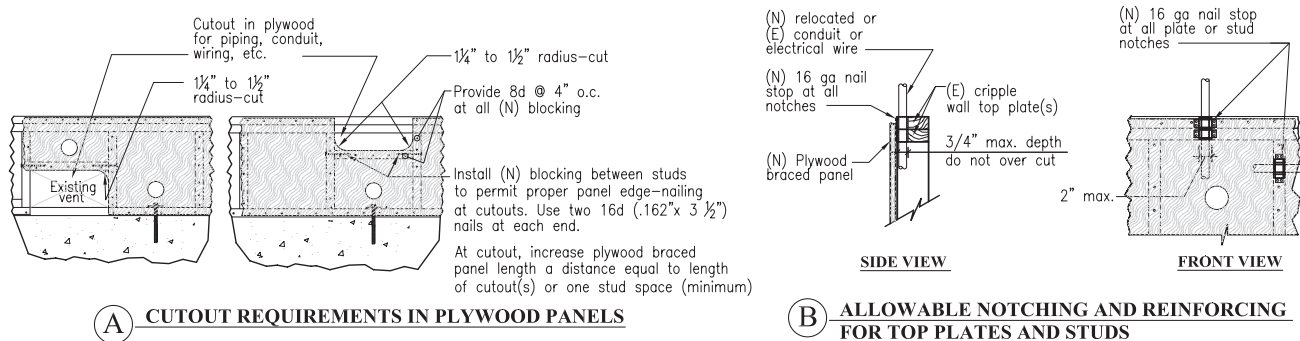 Cutout in plywood
for piping, conduit,
wiring, etc.
1¼" to 1½"
radius-cut
Existing
vent
1¼" to 1½" radius-cut
Provide 8d @ 4" o.c.
at all (N) blocking
Install (N) blocking between studs
to permit proper panel edge-nailing
at cutouts. Use two 16d (.162"x 3 ½")
nails at each end.
At cutout, increase plywood braced
panel length a distance equal to length
of cutout(s) or one stud space (minimum)
A CUTOUT REQUIREMENTS IN PLYWOOD PANELS
(N) relocated or
(E) conduit or
electrical wire
(N) 16 ga nail
stop at all
notches
(N) Plywood
braced panel
(E) cripple
wall top plate(s)
3/4" max. depth
do not over cut
SIDE VIEW
(N) 16 ga nail stop
at all plate or stud
notches
2" max.
FRONT VIEW
B ALLOWABLE NOTCHING AND REINFORCING
FOR TOP PLATES AND STUDS